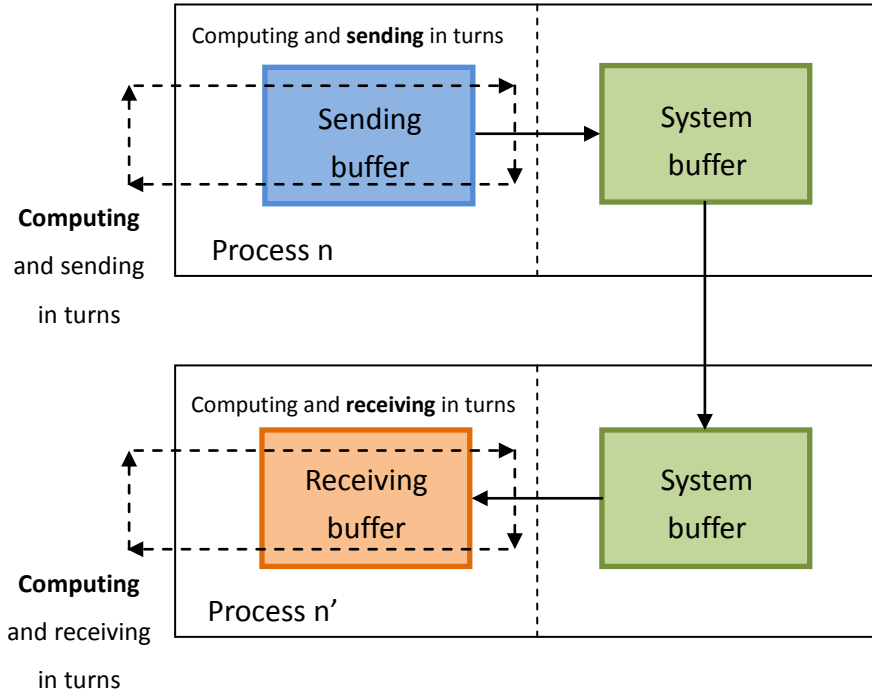 Computing and sending in turns
Sending
buffer
System
buffer
Computing
and sending
in turns
Process n
Computing and receiving in turns
Receiving
buffer
System
buffer
Computing
and receiving
in turns
Process n’